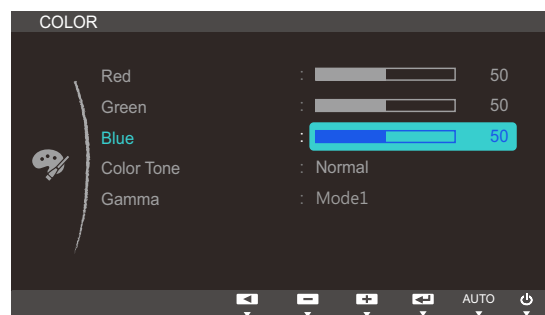 COLOR
Red : 50
Green : 50
Blue : 50
Color Tone : Normal
Gamma : Mode1
AUTO